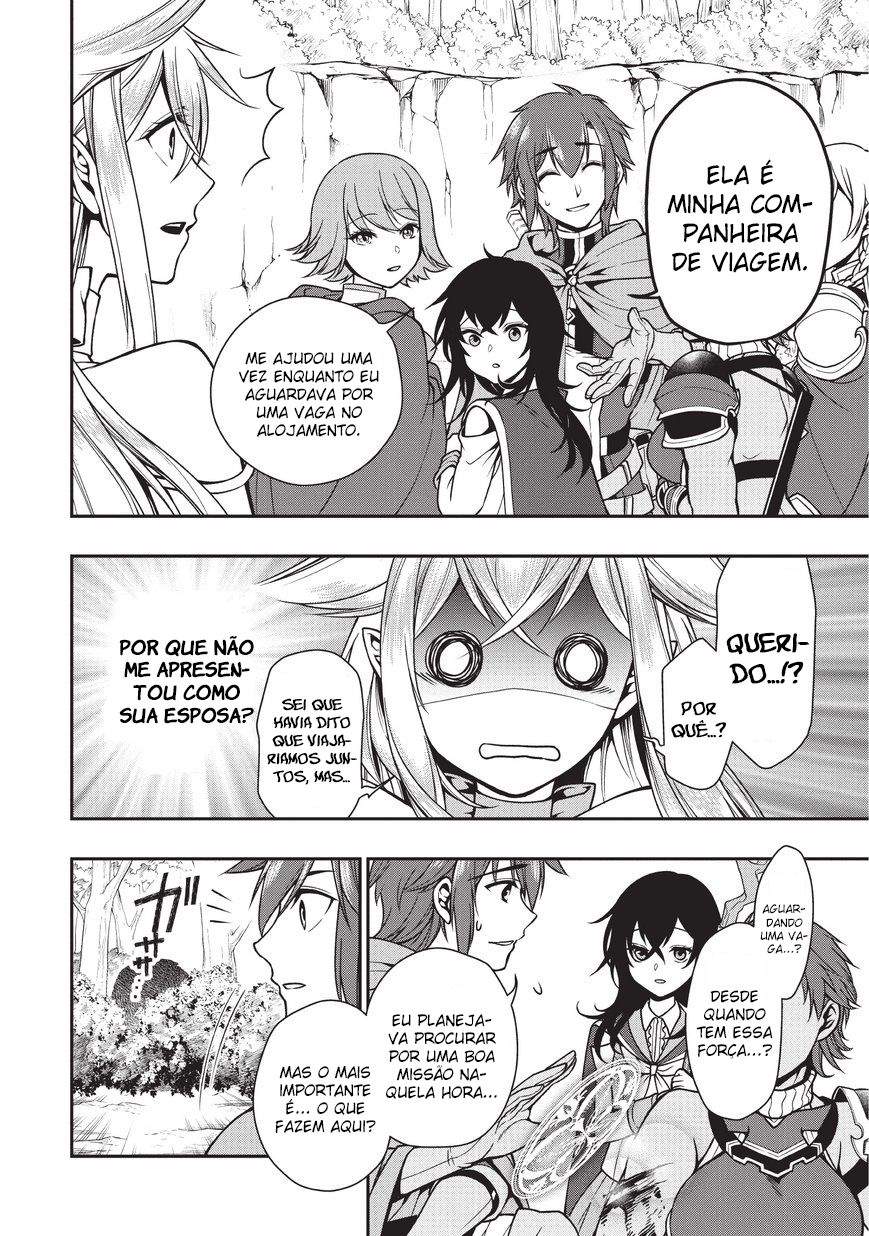 ELA É
MINHA COM-
PANHEIRA
DE VIAGEM.
ME AJUDOU UMA
VEZ ENQUANTO EU
AGUARDAVA POR
UMA VAGA NO
ALOJAMENTO.
QUERI-
DO...!?
POR
QUÊ...?
SEI QUE
HAVIA DITO
QUE VIAJA-
RIAMOS JUN-
TOS, MAS...
POR QUE NÃO
ME APRESEN-
TOU COMO
SUA ESPOSA?
AGUAR-
DANDO
UMA VA-
GA...?
DESDE
QUANDO
TEM ESSA
FORÇA...?
EU PLANEJA-
VA PROCURAR
POR UMA BOA
MISSÃO NA-
QUELA HORA...
MAS O MAIS
IMPORTANTE
É... O QUE
FAZEM AQUI?
ガサ…